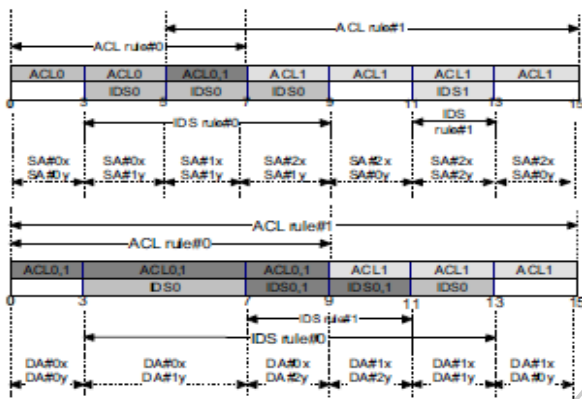 ACL rule#1
ACL rule#0
ACL0 ACL0 ACL0,1 ACL1 ACL1 ACL1 ACL1
IDS0 IDS0 IDS0 IDS1
0 3 5 7 9 11 13 15
IDS rule#0 IDS
rule#1
SA#0x SA#0x SA#1x SA#2x SA#2x SA#2x SA#2x
SA#0y SA#1y SA#1y SA#1y SA#0y SA#2y SA#0y
ACL rule#1
ACL rule#0
ACL0,1 ACL0,1 ACL0,1 ACL1 ACL1 ACL1
IDS0 IDS0,1 IDS0,1 IDS0
0 3 7 9 11 13 15
IDS rule#1
IDS rule#0
DA#0x DA#0x DA#0x DA#1x DA#1x DA#1x
DA#0y DA#1y DA#2y DA#2y DA#1y DA#0y